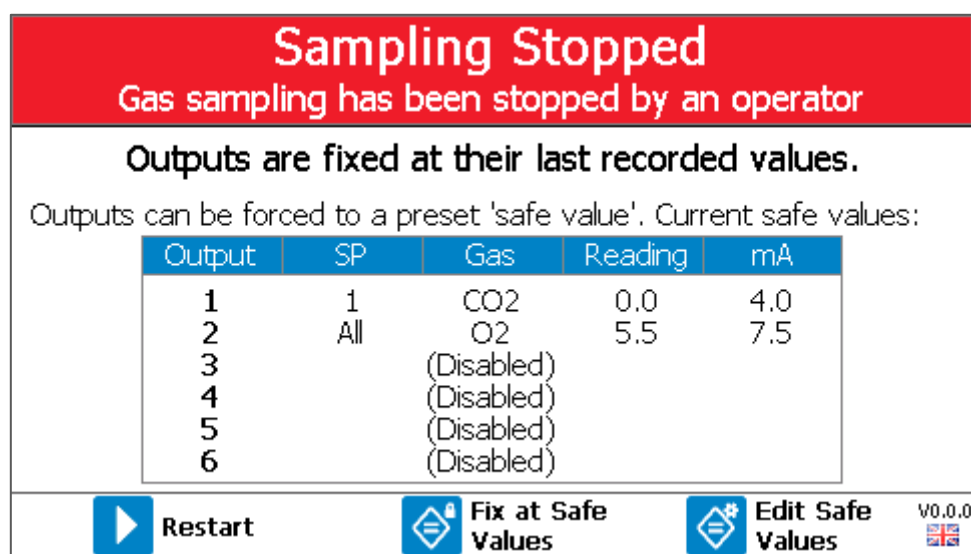 Sampling Stopped
Gas sampling has been stopped by an operator
Outputs are fixed at their last recorded values.
Outputs can be forced to a preset 'safe value'. Current safe values:
Output SP Gas Reading mA
1 1 CO2 0.0 4.0
2 All O2 5.5 7.5
3 (Disabled)
4 (Disabled)
5 (Disabled)
6 (Disabled)
Restart
Fix at Safe
Values
Edit Safe
Values
V0.0.0